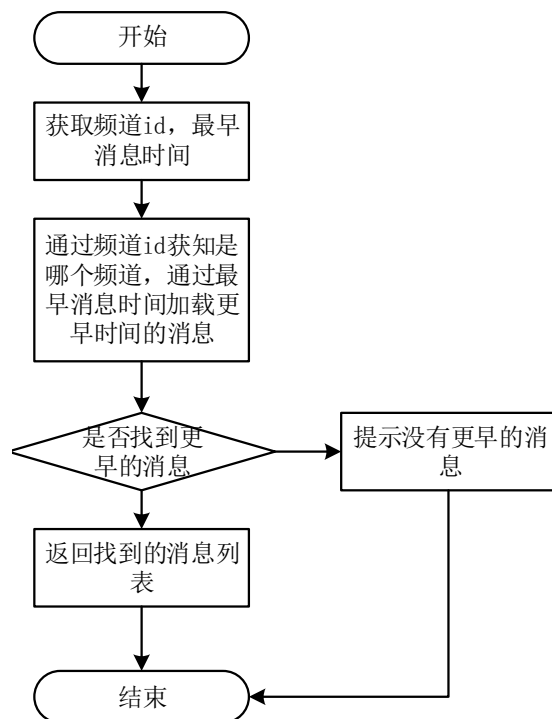 开始
获取频道id，最早
消息时间
通过频道id获知是
哪个频道，通过最
早消息时间加载更
早时间的消息
是否找到更
早的消息
提示没有更早的消
息
返回找到的消息列
表
结束